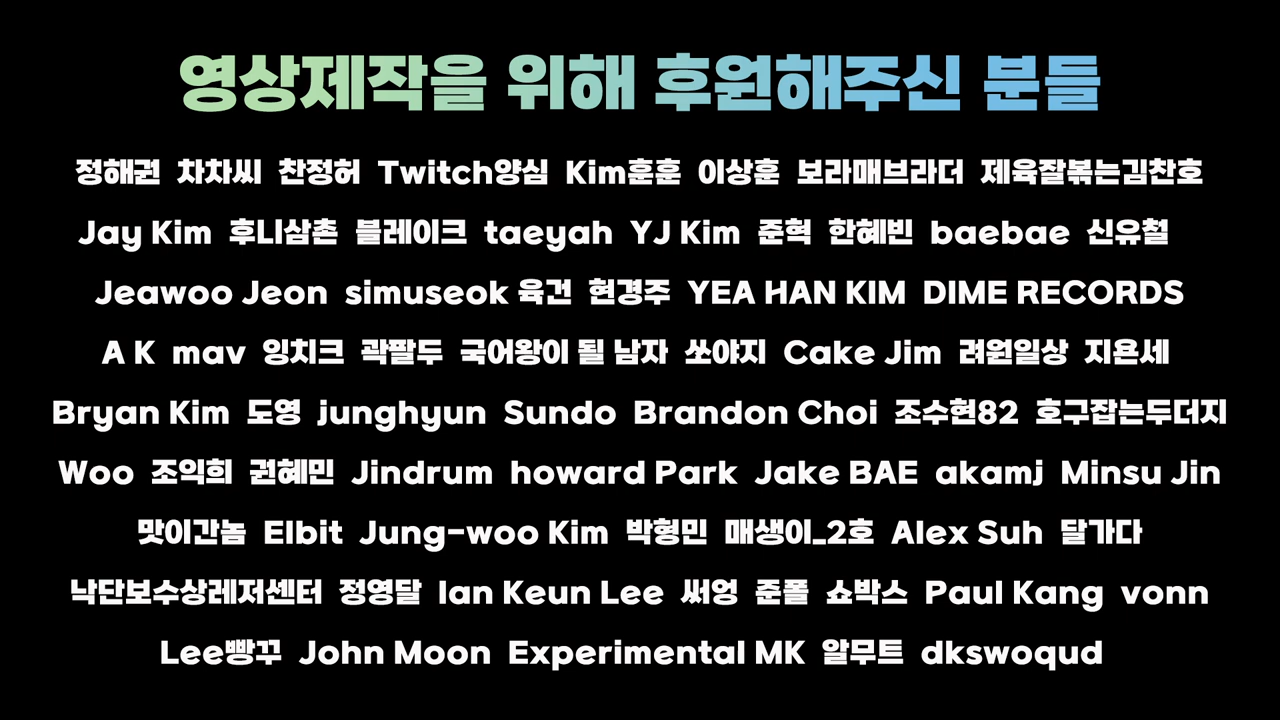 영상제작을 위해 후원해주신 분들
정해권 차차씨 찬정허 Twitch양심 Kim훈훈 이상훈 보라매브라더 제육잘볶는김찬호
Jay Kim 후니삼촌 블레이크 taeyah YJ Kim 준혁 한혜빈 baebae 신유철
Jeawoo Jeon simuseok 육건 현경주 YEA HAN KIM DIME RECORDS
A K mav 잉치크 곽팔두 국어왕이 될 남자 쏘야지 Cake Jim 려원일상 지욘세
Bryan Kim 도영 junghyun Sundo Brandon Choi 조수현82 호구잡는두더지
Woo 조익희 권혜민 Jindrum howard Park Jake BAE akamj Minsu Jin
맛이간놈 Elbit Jung-woo Kim 박형민 매생이_2호 Alex Suh 달가다
낙단보수상레저센터 정영달 Ian Keun Lee 써엉 준폴 쇼박스 Paul Kang vonn
Lee빵꾸 John Moon Experimental MK 알무트 dkswoqud